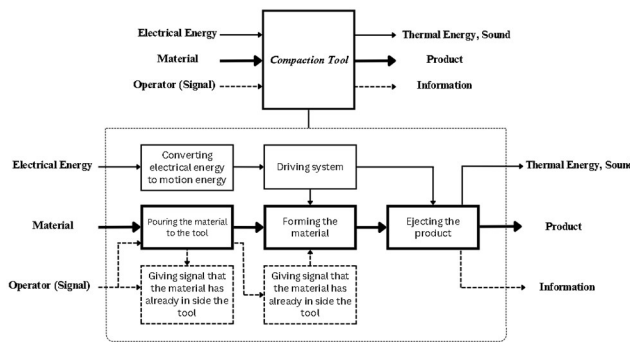 Electrical Energy
Thermal Energy, Sound
Material
Compaction Tool
Product
Operator (Signal)
Information
Electrical Energy
Converting
electrical energy
to motion energy
Driving system
Thermal Energy, Sound
Material
Pouring the material
to the tool
Forming the
material
Ejecting the
product
Product
Operator (Signal)
Giving signal that
the material has
already in side the
tool
Giving signal that
the material has
already in side the
tool
Information